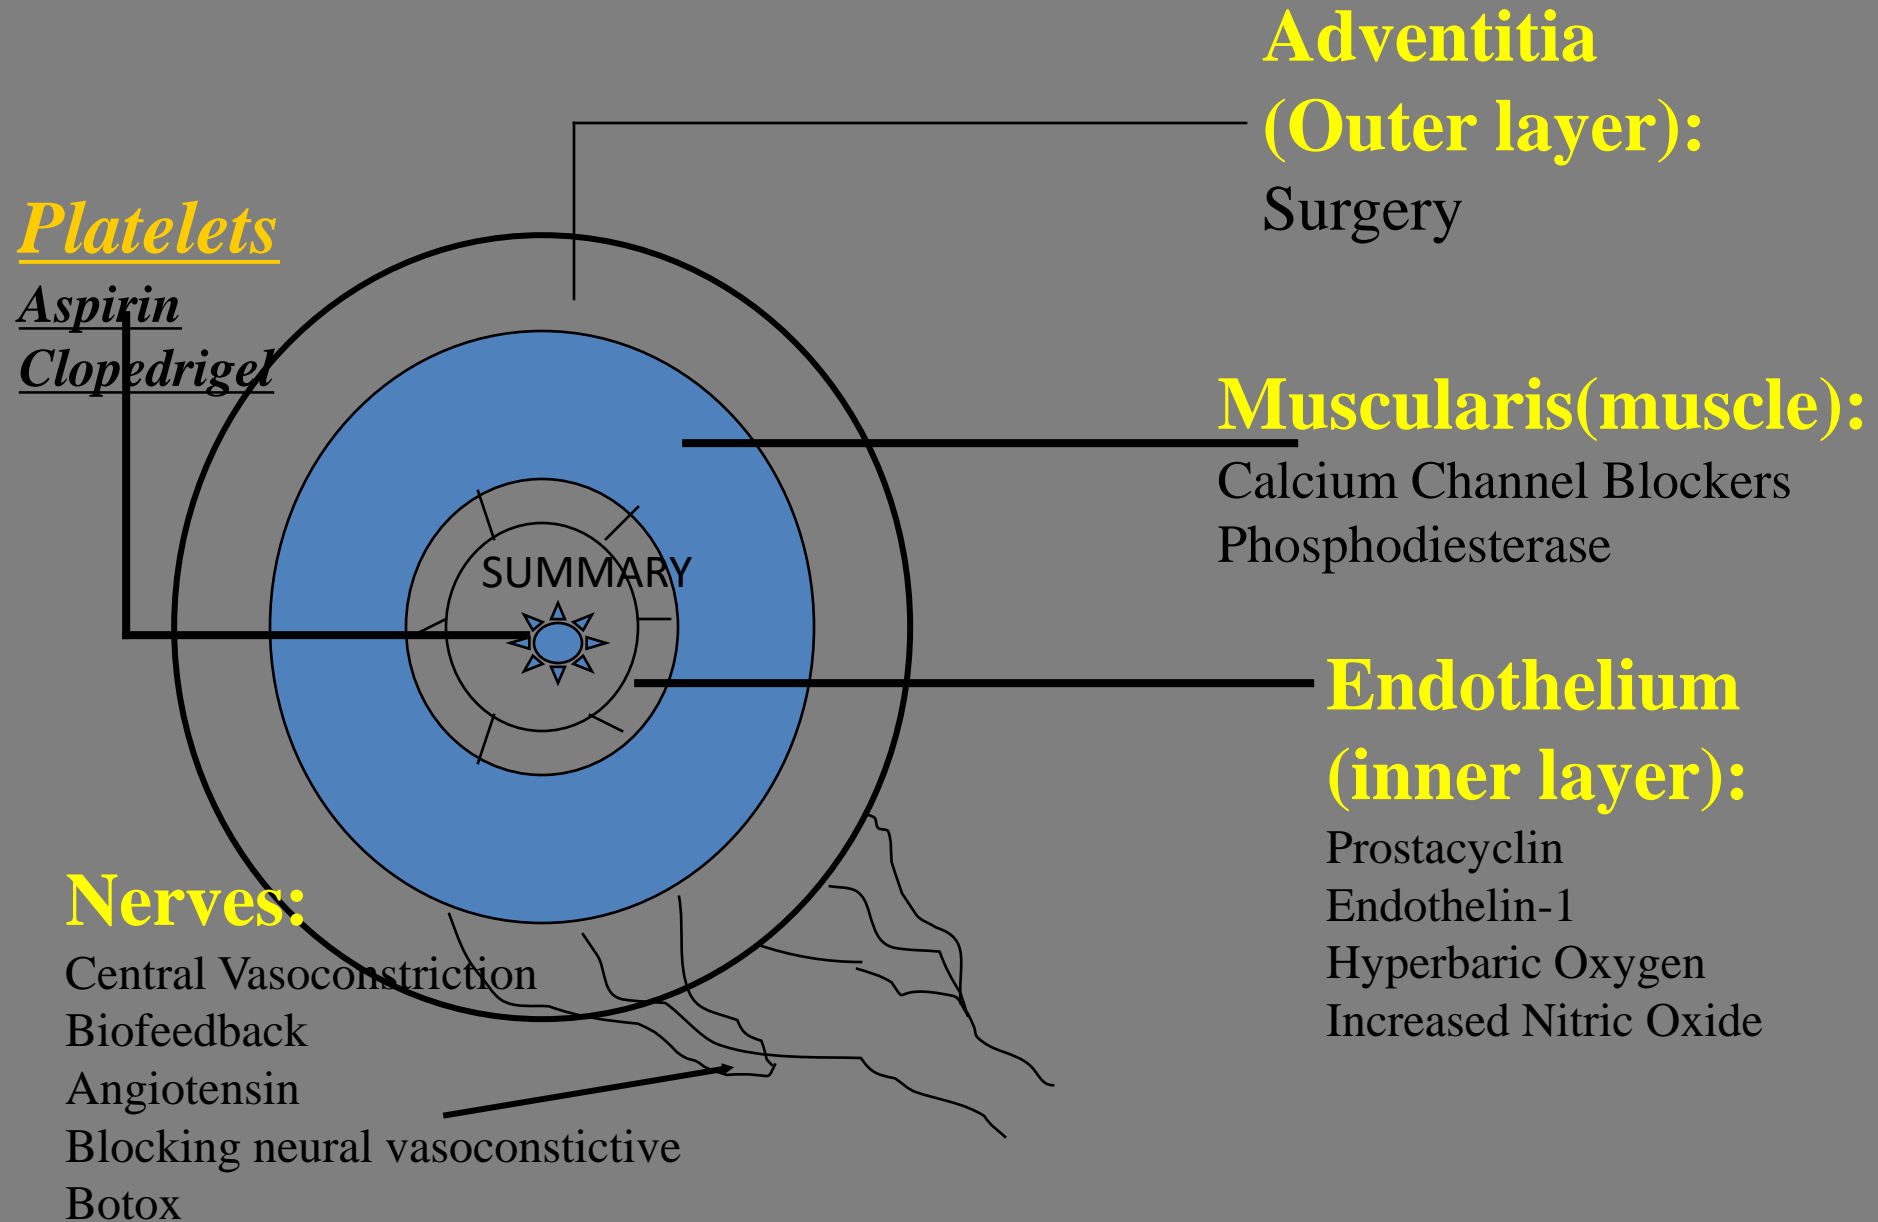 Adventitia
(Outer layer):
Surgery
Platelets
Aspirin
Clopedrigel
Muscularis(muscle):
Calcium Channel Blockers
Phosphodiesterase
SUMMARY
Endothelium
(inner layer):
Prostacyclin
Endothelin-1
Hyperbaric Oxygen
Increased Nitric Oxide
Nerves:
Central Vasoconstriction
Biofeedback
Angiotensin
Blocking neural vasoconstictive
Botox